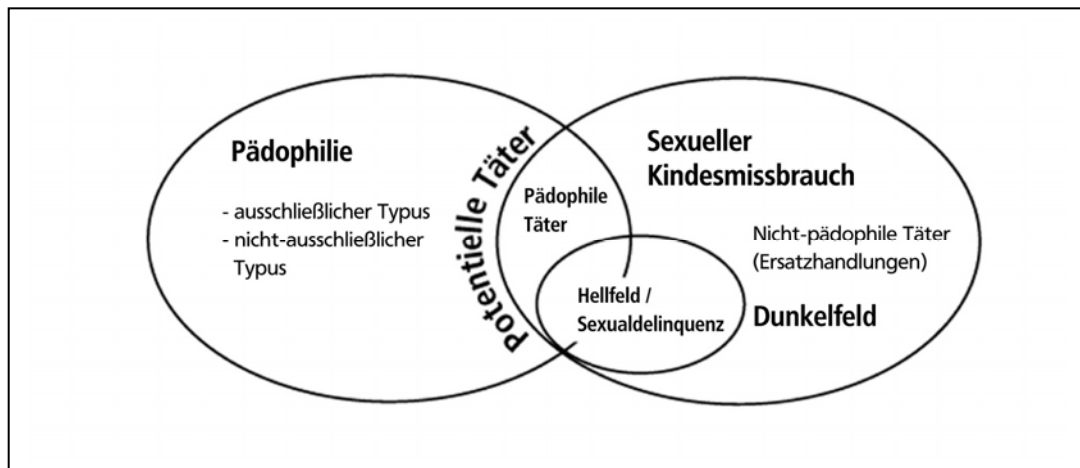 Pädophilie
- ausschließlicher Typus
- nicht-ausschließlicher
Typus
Potentielle Täter
Pädophile
Täter
Hellfeld /
Sexualdelinquenz
Sexueller
Kindesmissbrauch
Nicht-pädophile Täter
(Ersatzhandlungen)
Dunkelfeld